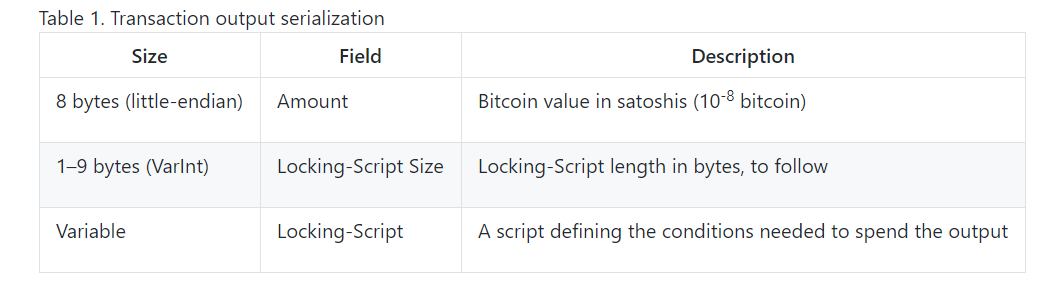 Table 1. Transaction output serialization
Size Field Description
8 bytes (little-endian) Amount Bitcoin value in satoshis (10-8 bitcoin)
1–9 bytes (VarInt) Locking-Script Size Locking-Script length in bytes, to follow
Variable Locking-Script A script defining the conditions needed to spend the output